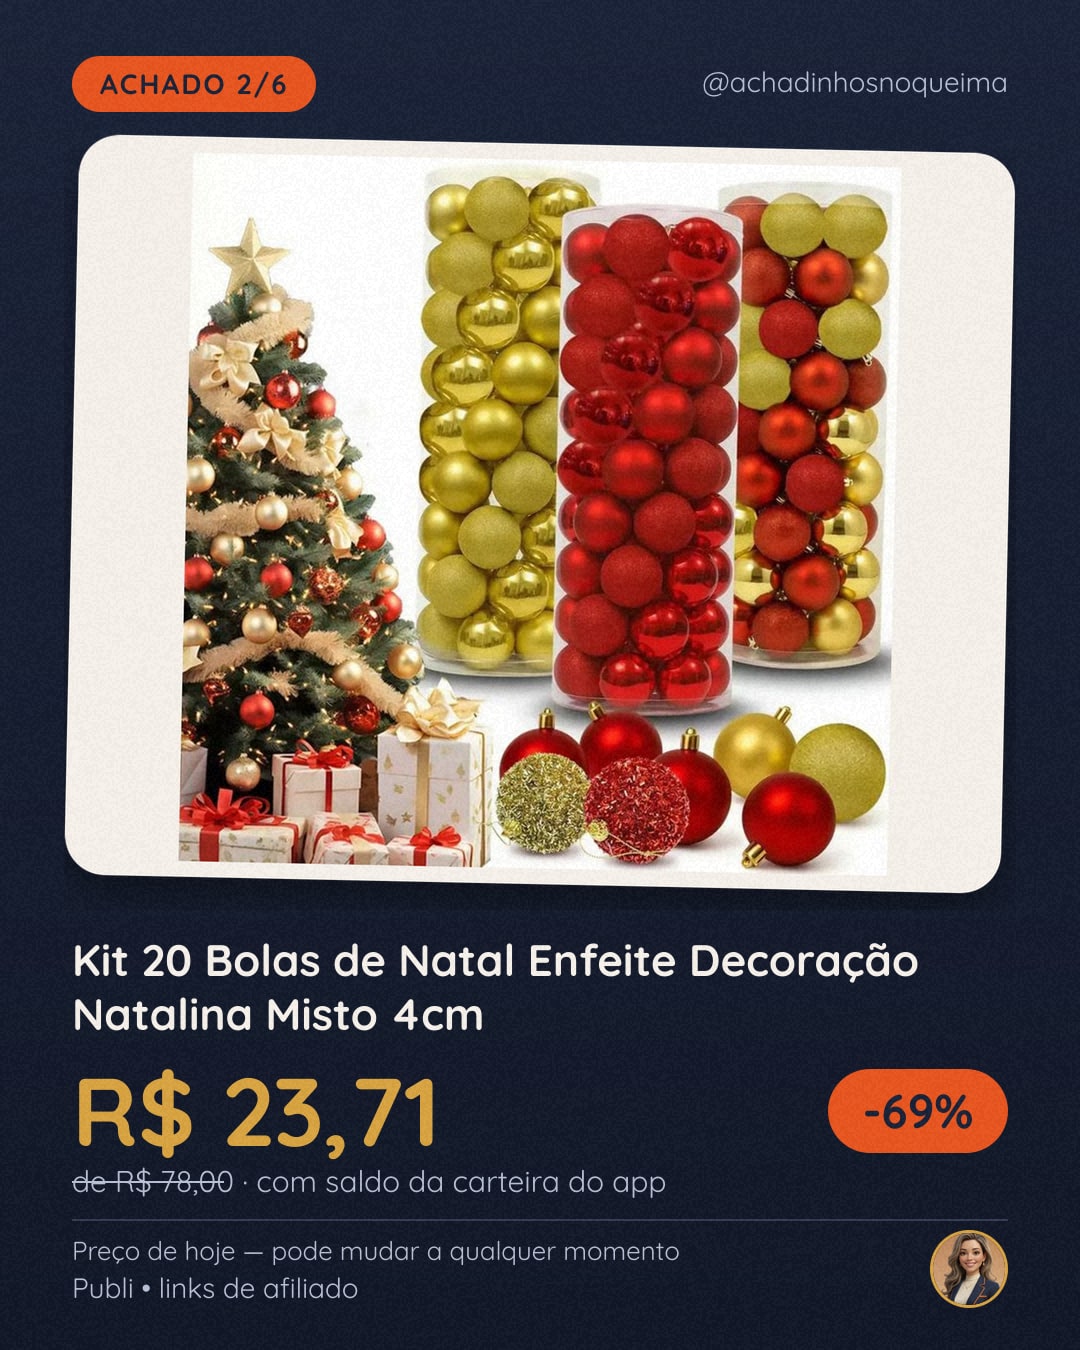 ACHADO 2/6
@achadinhosnoqueima
Kit 20 Bolas de Natal Enfeite Decoração
Natalina Misto 4cm
R$ 23,71
-69%
de R$ 78,00 · com saldo da carteira do app
Preço de hoje — pode mudar a qualquer momento
Publi • links de afiliado